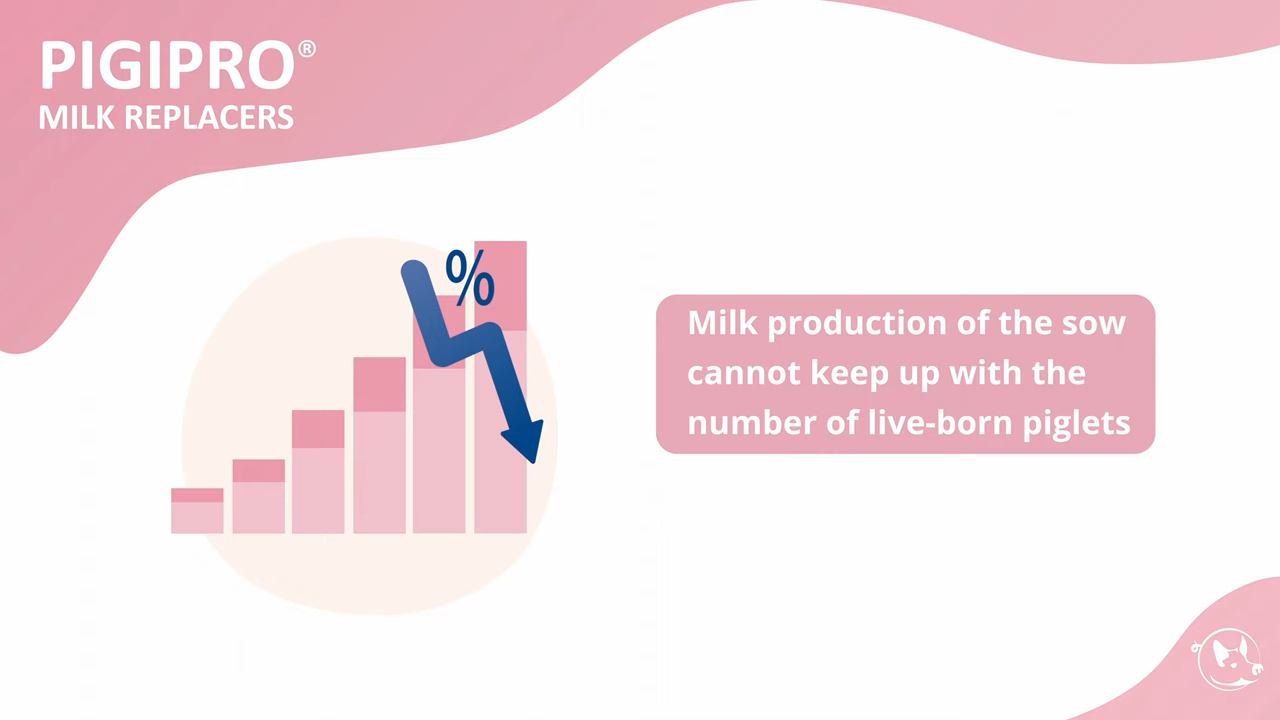 PIGIPRO®
MILK REPLACERS
%
Milk production of the sow
cannot keep up with the
number of live-born piglets